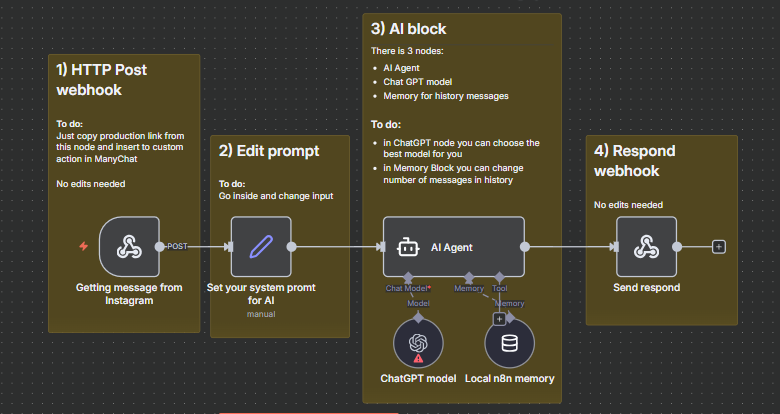 1) HTTP Post
webhook
To do:
Just copy production link from
this node and insert to custom
action in ManyChat
No edits needed
POST
Getting message from
Instagram
2) Edit prompt
To do:
Go inside and change input
Set your system promt
for AI
manual
3) AI block
There is 3 nodes:
• AI Agent
• Chat GPT model
• Memory for history messages
To do:
• in ChatGPT node you can choose the
best model for you
• in Memory Block you can change
number of messages in history
AI Agent
Chat Model*
Memory
Tool
Model
Memory
ChatGPT model
Local n8n memory
4) Respond
webhook
No edits needed
Send respond